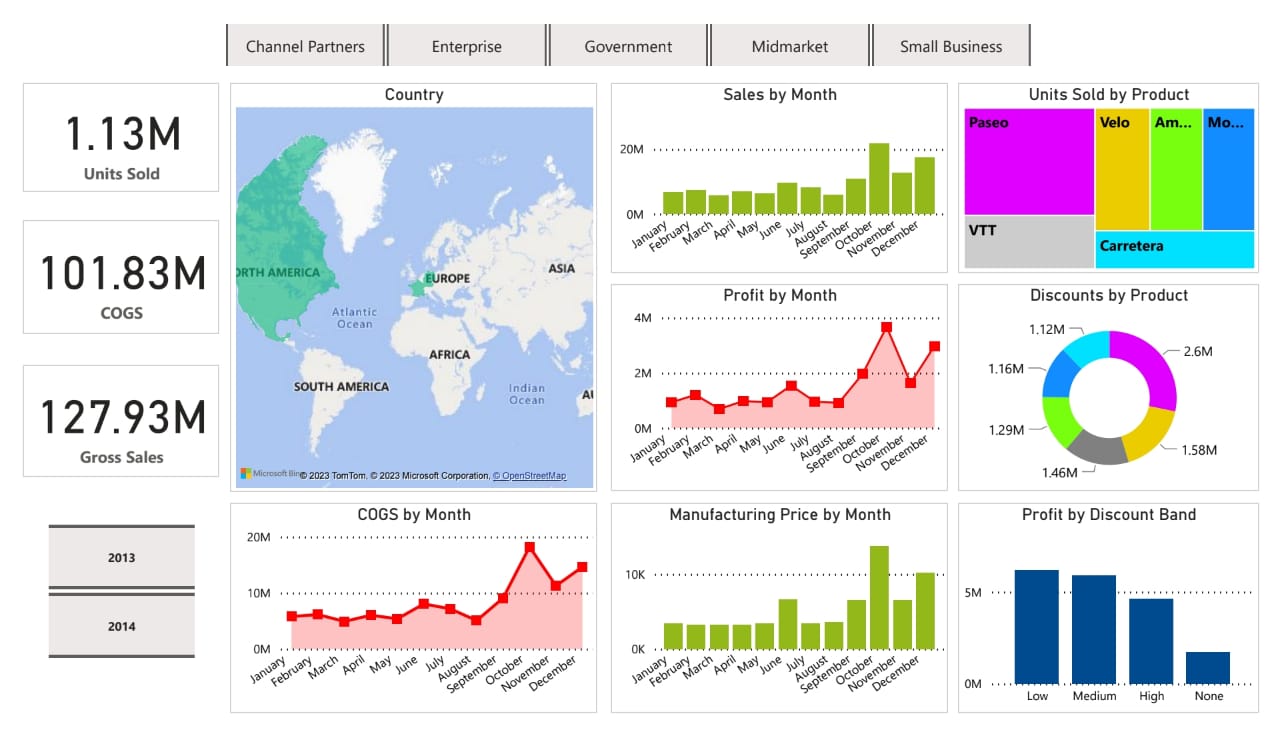 Channel Partners
Enterprise
Government
Midmarket
Small Business
1.13M
Units Sold
101.83M
COGS
127.93M
Gross Sales
2013
2014
Country
NORTH AMERICA
EUROPE
ASIA
Atlantic
Ocean
AFRICA
SOUTH AMERICA
Indian
Ocean
AU
Microsoft Bing
© 2023 TomTom, © 2023 Microsoft Corporation, © OpenStreetMap
Sales by Month
20M
0M
January
February
March
April
May
June
July
August
September
October
November
December
Units Sold by Product
Paseo
Velo
Am...
Mo...
VTT
Carretera
Profit by Month
4M
2M
0M
January
February
March
April
May
June
July
August
September
October
November
December
Discounts by Product
1.12M
2.6M
1.16M
1.29M
1.58M
1.46M
COGS by Month
20M
10M
0M
January
February
March
April
May
June
July
August
September
October
November
December
Manufacturing Price by Month
10K
0K
January
February
March
April
May
June
July
August
September
October
November
December
Profit by Discount Band
5M
0M
Low
Medium
High
None